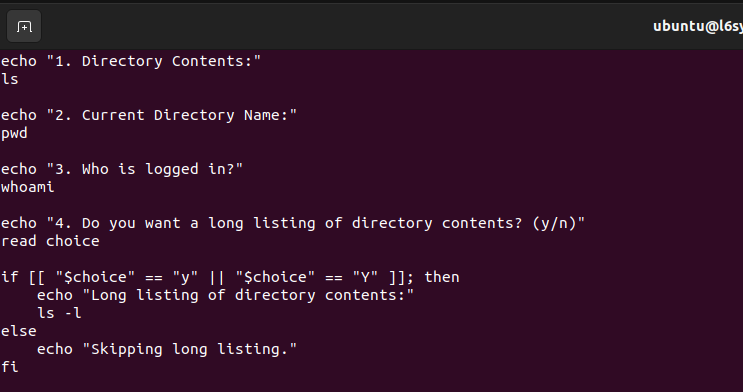 ubuntu@l6sy
echo "1. Directory Contents:"
ls
echo "2. Current Directory Name:"
pwd
echo "3. Who is logged in?"
whoami
echo "4. Do you want a long listing of directory contents? (y/n)"
read choice
if [[ "$choice" == "y" || "$choice" == "Y" ]]; then
    echo "Long listing of directory contents:"
    ls -l
else
    echo "Skipping long listing."
fi